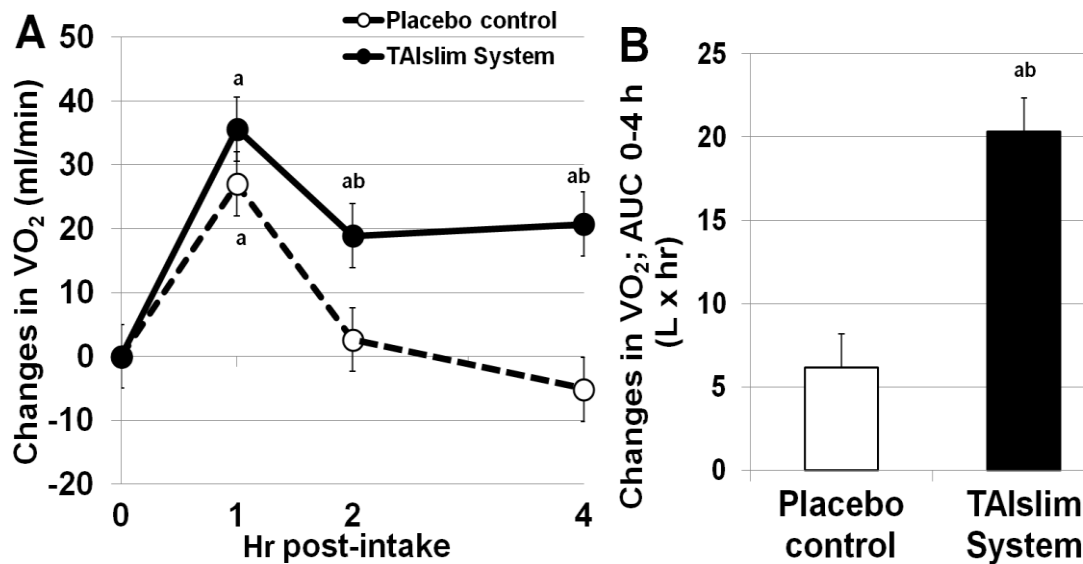 A
Changes in VO₂ (ml/min)
50
40
30
20
10
0
-10
-20
Placebo control
TAIslim System
a
a
ab
ab
0 1 2 4
Hr post-intake
B
Changes in VO₂; AUC 0-4 h
(L x hr)
25
20
15
10
5
0
ab
Placebo
control
TAIslim
System